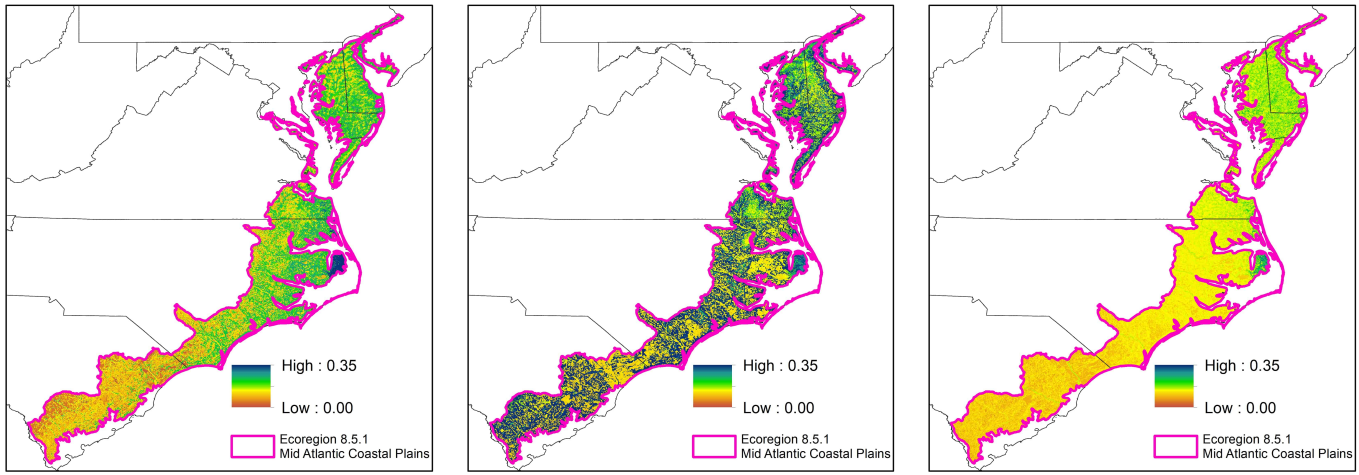 High : 0.35
Low : 0.00
Ecoregion 8.5.1
Mid Atlantic Coastal Plains
High : 0.35
Low : 0.00
Ecoregion 8.5.1
Mid Atlantic Coastal Plains
High : 0.35
Low : 0.00
Ecoregion 8.5.1
Mid Atlantic Coastal Plains